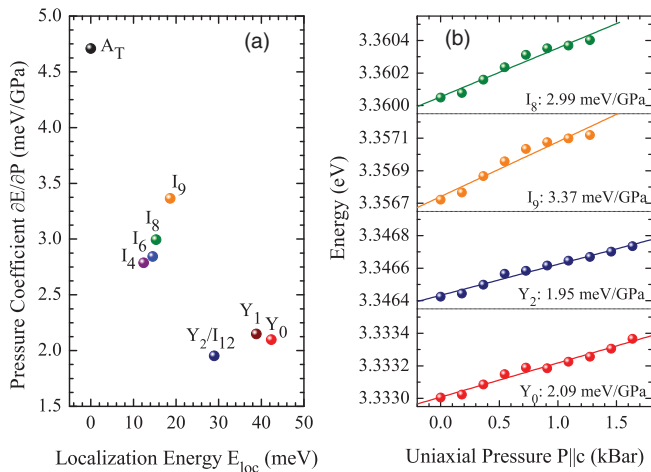 (a)
Pressure Coefficient ∂E/∂P (meV/GPa)
5.0
4.5
4.0
3.5
3.0
2.5
2.0
1.5
A_T
I_9
I_8
I_6
I_4
Y_1
Y_0
Y_2/I_12
0 10 20 30 40 50
Localization Energy E_loc (meV)
(b)
Energy (eV)
3.3604
3.3602
3.3600
I_8: 2.99 meV/GPa
3.3571
3.3569
3.3567
I_9: 3.37 meV/GPa
3.3468
3.3466
3.3464
Y_2: 1.95 meV/GPa
3.3334
3.3332
3.3330
Y_0: 2.09 meV/GPa
0.0 0.5 1.0 1.5
Uniaxial Pressure P||c (kBar)